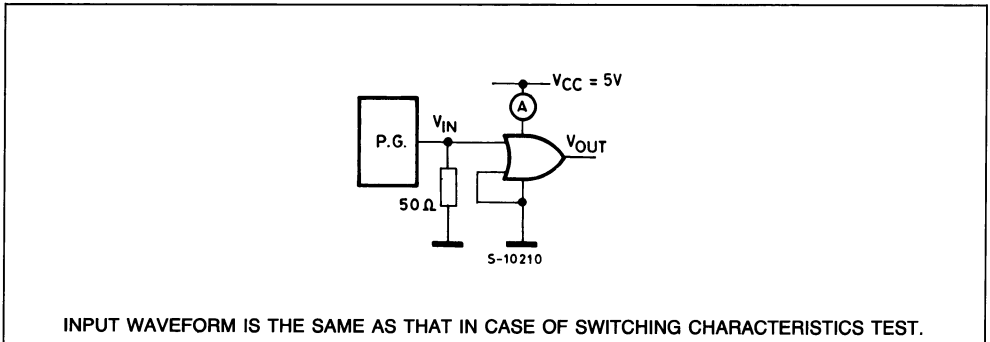 VCC = 5V
A
P.G.
VIN
VOUT
50 Ω
S-10210
INPUT WAVEFORM IS THE SAME AS THAT IN CASE OF SWITCHING CHARACTERISTICS TEST.